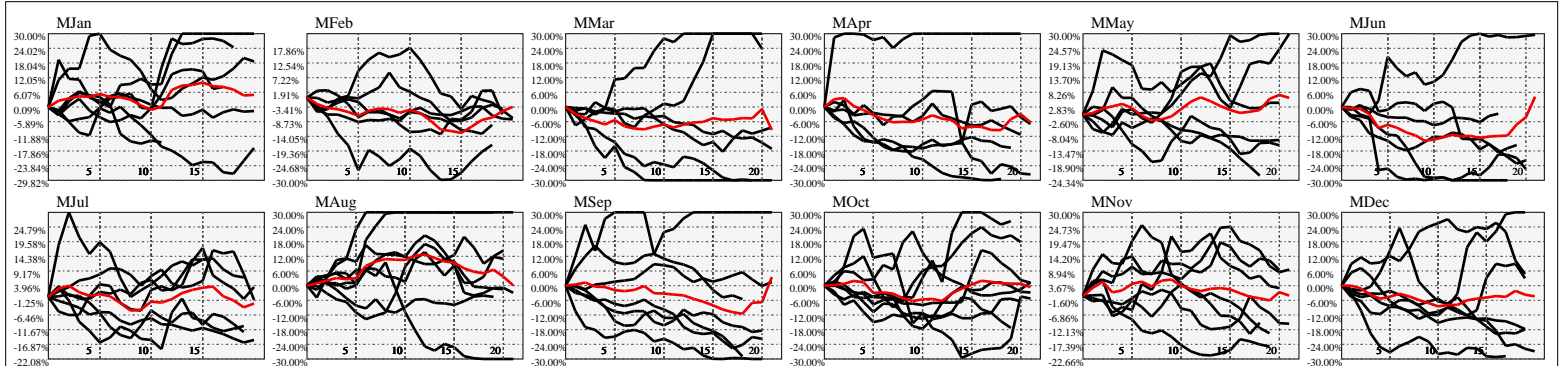 MJan MFeb MMar MApr MMay MJun
30.00% 30.00% 30.00% 30.00% 30.00%
24.02% 17.86% 24.00% 24.00% 24.57% 24.00%
18.04% 12.54% 18.00% 18.00% 19.13% 18.00%
12.05% 7.22% 12.00% 12.00% 13.70% 12.00%
6.07% 1.91% 6.00% 6.00% 8.26% 6.00%
0.09% -3.41% 0.00% 0.00% 2.83% 0.00%
-5.89% -8.73% -6.00% -6.00% -2.60% -6.00%
-11.88% -14.05% -12.00% -12.00% -8.04% -12.00%
-17.86% -19.36% -18.00% -18.00% -13.47% -18.00%
-23.84% -24.68% -24.00% -24.00% -18.90% -24.00%
-29.82% -30.00% -30.00% -30.00% -24.34% -30.00%
5 10 15 5 10 15 5 10 15 20 5 10 15 20 5 10 15 20 5 10 15 20
MJul MAug MSep MOct MNov MDec
30.00% 30.00% 30.00% 30.00% 30.00%
24.79% 24.00% 24.00% 24.00% 24.73% 24.00%
19.58% 18.00% 18.00% 18.00% 19.47% 18.00%
14.38% 12.00% 12.00% 12.00% 14.20% 12.00%
9.17% 6.00% 6.00% 6.00% 8.94% 6.00%
3.96% 0.00% 0.00% 0.00% 3.67% 0.00%
-1.25% -6.00% -6.00% -6.00% -1.60% -6.00%
-6.46% -12.00% -12.00% -12.00% -6.86% -12.00%
-11.67% -18.00% -18.00% -18.00% -12.13% -18.00%
-16.87% -24.00% -24.00% -24.00% -17.39% -24.00%
-22.08% -30.00% -30.00% -30.00% -22.66% -30.00%
5 10 15 5 10 15 20 5 10 15 20 5 10 15 20 5 10 15 20 5 10 15 20